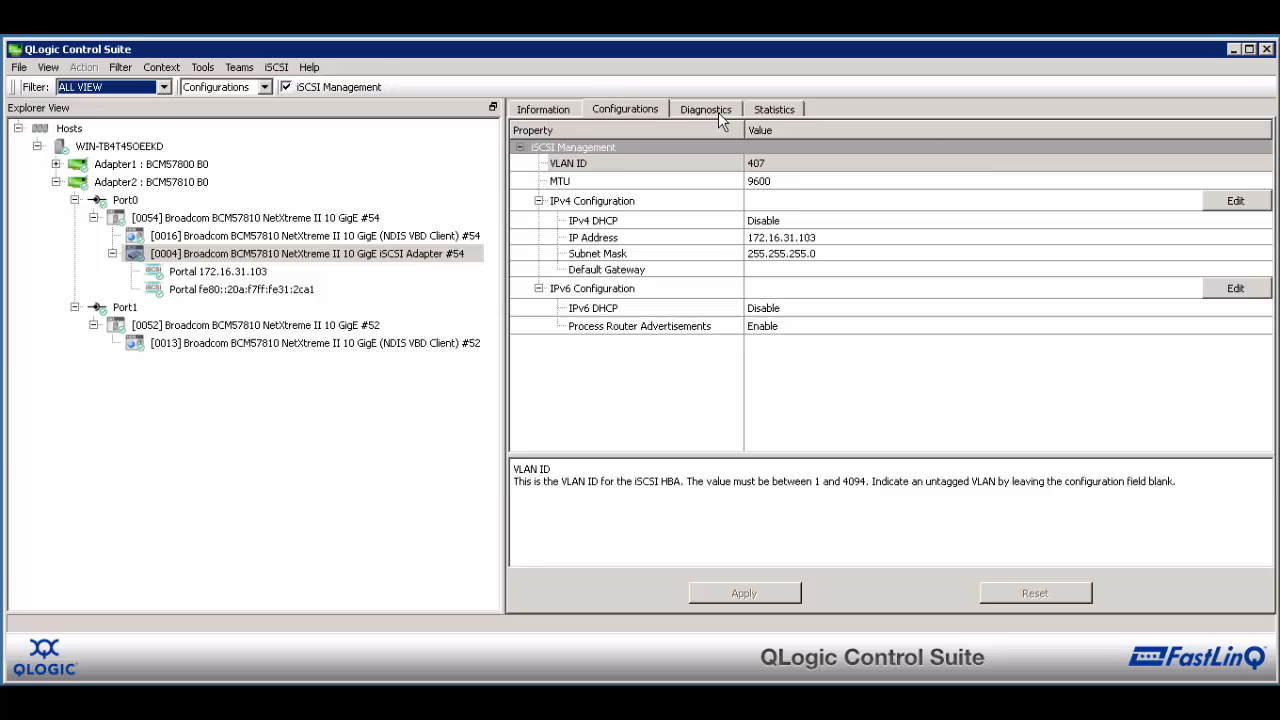 QLogic Control Suite
File View Action Filter Context Tools Teams iSCSI Help
Filter: ALL VIEW Configurations iSCSI Management
Explorer View
Hosts
WIN-TB4T45OEEKD
Adapter1 : BCM57800 B0
Adapter2 : BCM57810 B0
Port0
[0054] Broadcom BCM57810 NetXtreme II 10 GigE #54
[0016] Broadcom BCM57810 NetXtreme II 10 GigE (NDIS VBD Client) #54
[0004] Broadcom BCM57810 NetXtreme II 10 GigE iSCSI Adapter #54
Portal 172.16.31.103
Portal fe80::20a:f7ff:fe31:2ca1
Port1
[0052] Broadcom BCM57810 NetXtreme II 10 GigE #52
[0013] Broadcom BCM57810 NetXtreme II 10 GigE (NDIS VBD Client) #52
Information Configurations Diagnostics Statistics
Property Value
iSCSI Management
VLAN ID 407
MTU 9600
IPv4 Configuration Edit
IPv4 DHCP Disable
IP Address 172.16.31.103
Subnet Mask 255.255.255.0
Default Gateway
IPv6 Configuration Edit
IPv6 DHCP Disable
Process Router Advertisements Enable
VLAN ID
This is the VLAN ID for the iSCSI HBA. The value must be between 1 and 4094. Indicate an untagged VLAN by leaving the configuration field blank.
Apply Reset
QLOGIC QLogic Control Suite FastLinQ